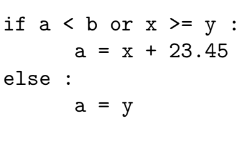 if a < b or x >= y :
      a = x + 23.45
else :
      a = y